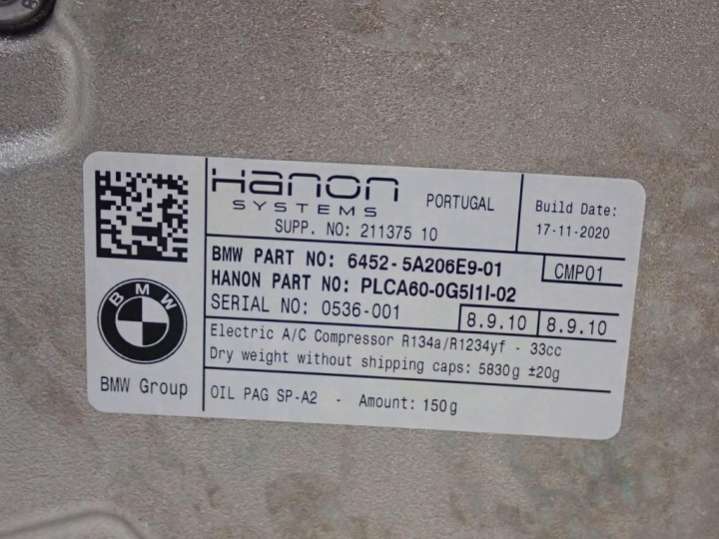 Hanon
SYSTEMS
PORTUGAL
SUPP. NO: 211375 10
Build Date:
17-11-2020
BMW PART NO: 6452-5A206E9-01
CMP01
HANON PART NO: PLCA60-0G5I1I-02
SERIAL NO: 0536-001
8.9.10
8.9.10
Electric A/C Compressor R134a/R1234yf - 33cc
Dry weight without shipping caps: 5830g ±20g
OIL PAG SP-A2 - Amount: 150g
BMW
BMW Group